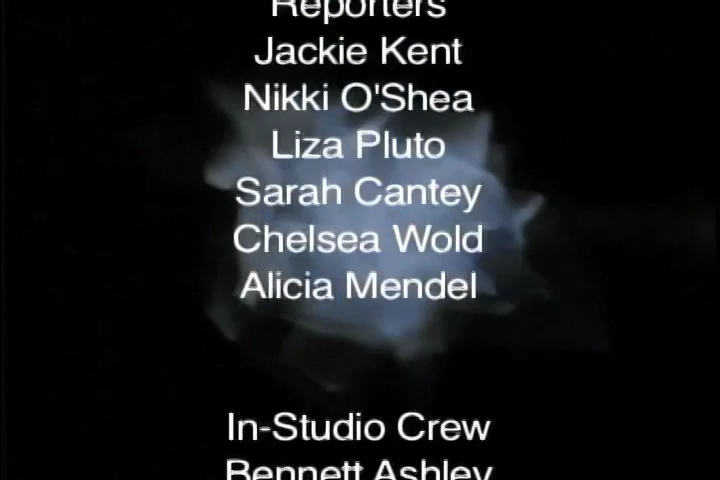 Reporters
Jackie Kent
Nikki O'Shea
Liza Pluto
Sarah Cantey
Chelsea Wold
Alicia Mendel
In-Studio Crew
Bennett Ashley